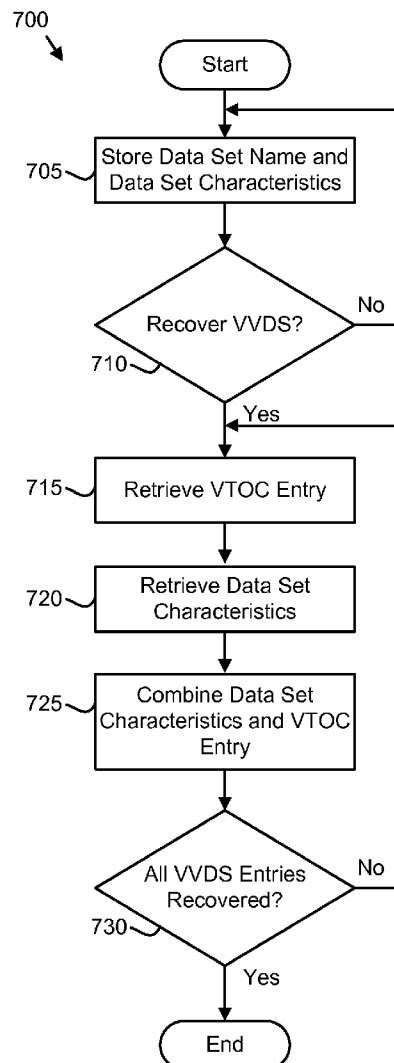 700
Start
705
Store Data Set Name and
Data Set Characteristics
Recover VVDS?
No
710
Yes
715
Retrieve VTOC Entry
720
Retrieve Data Set
Characteristics
725
Combine Data Set
Characteristics and VTOC
Entry
All VVDS Entries
Recovered?
No
730
Yes
End